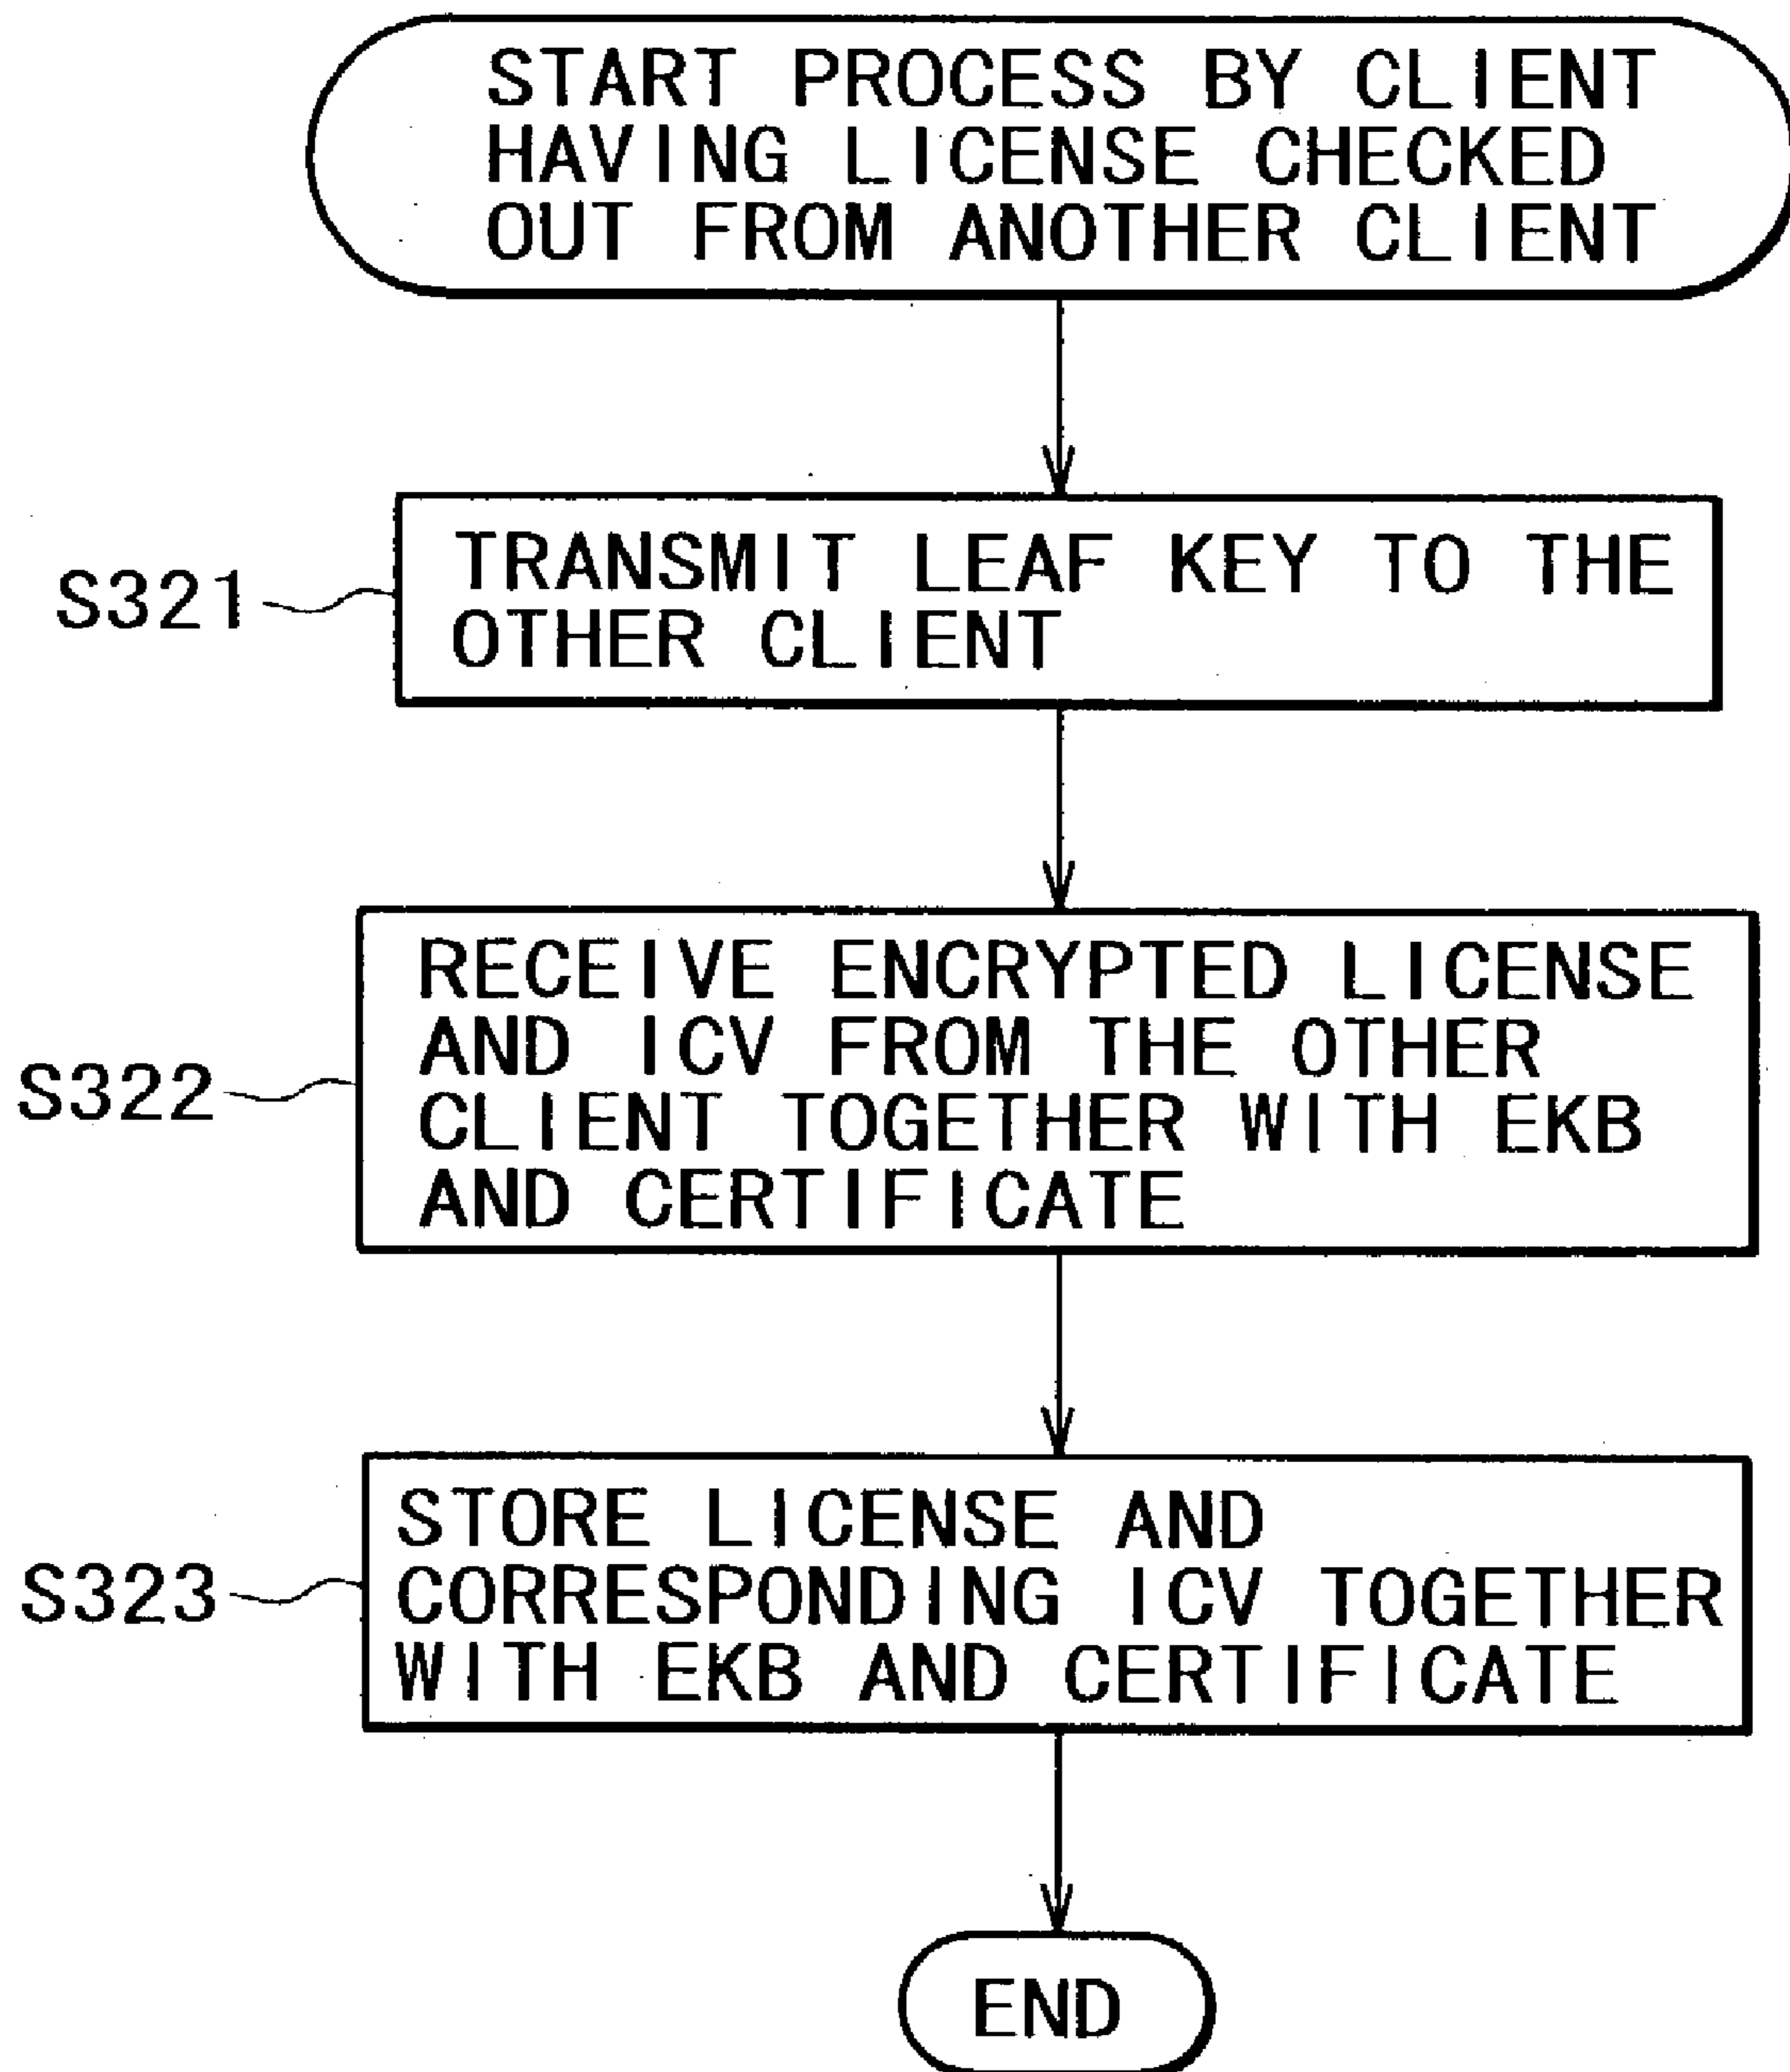 START PROCESS BY CLIENT
HAVING LICENSE CHECKED
OUT FROM ANOTHER CLIENT
S321
TRANSMIT LEAF KEY TO THE
OTHER CLIENT
S322
RECEIVE ENCRYPTED LICENSE
AND ICV FROM THE OTHER
CLIENT TOGETHER WITH EKB
AND CERTIFICATE
S323
STORE LICENSE AND
CORRESPONDING ICV TOGETHER
WITH EKB AND CERTIFICATE
END